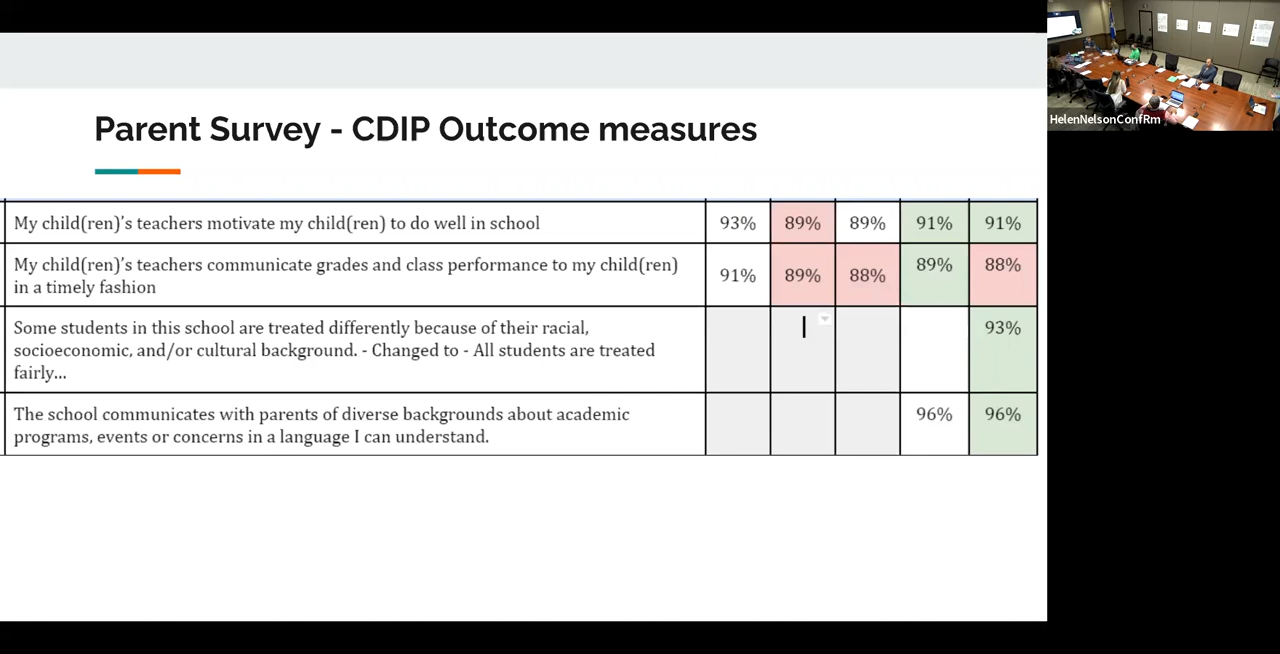 Parent Survey - CDIP Outcome measures
HelenNelsonConfRm
My child(ren)'s teachers motivate my child(ren) to do well in school 93% 89% 89% 91% 91%
My child(ren)'s teachers communicate grades and class performance to my child(ren)
in a timely fashion 91% 89% 88% 89% 88%
Some students in this school are treated differently because of their racial,
socioeconomic, and/or cultural background. - Changed to - All students are treated
fairly... 93%
The school communicates with parents of diverse backgrounds about academic
programs, events or concerns in a language I can understand. 96% 96%